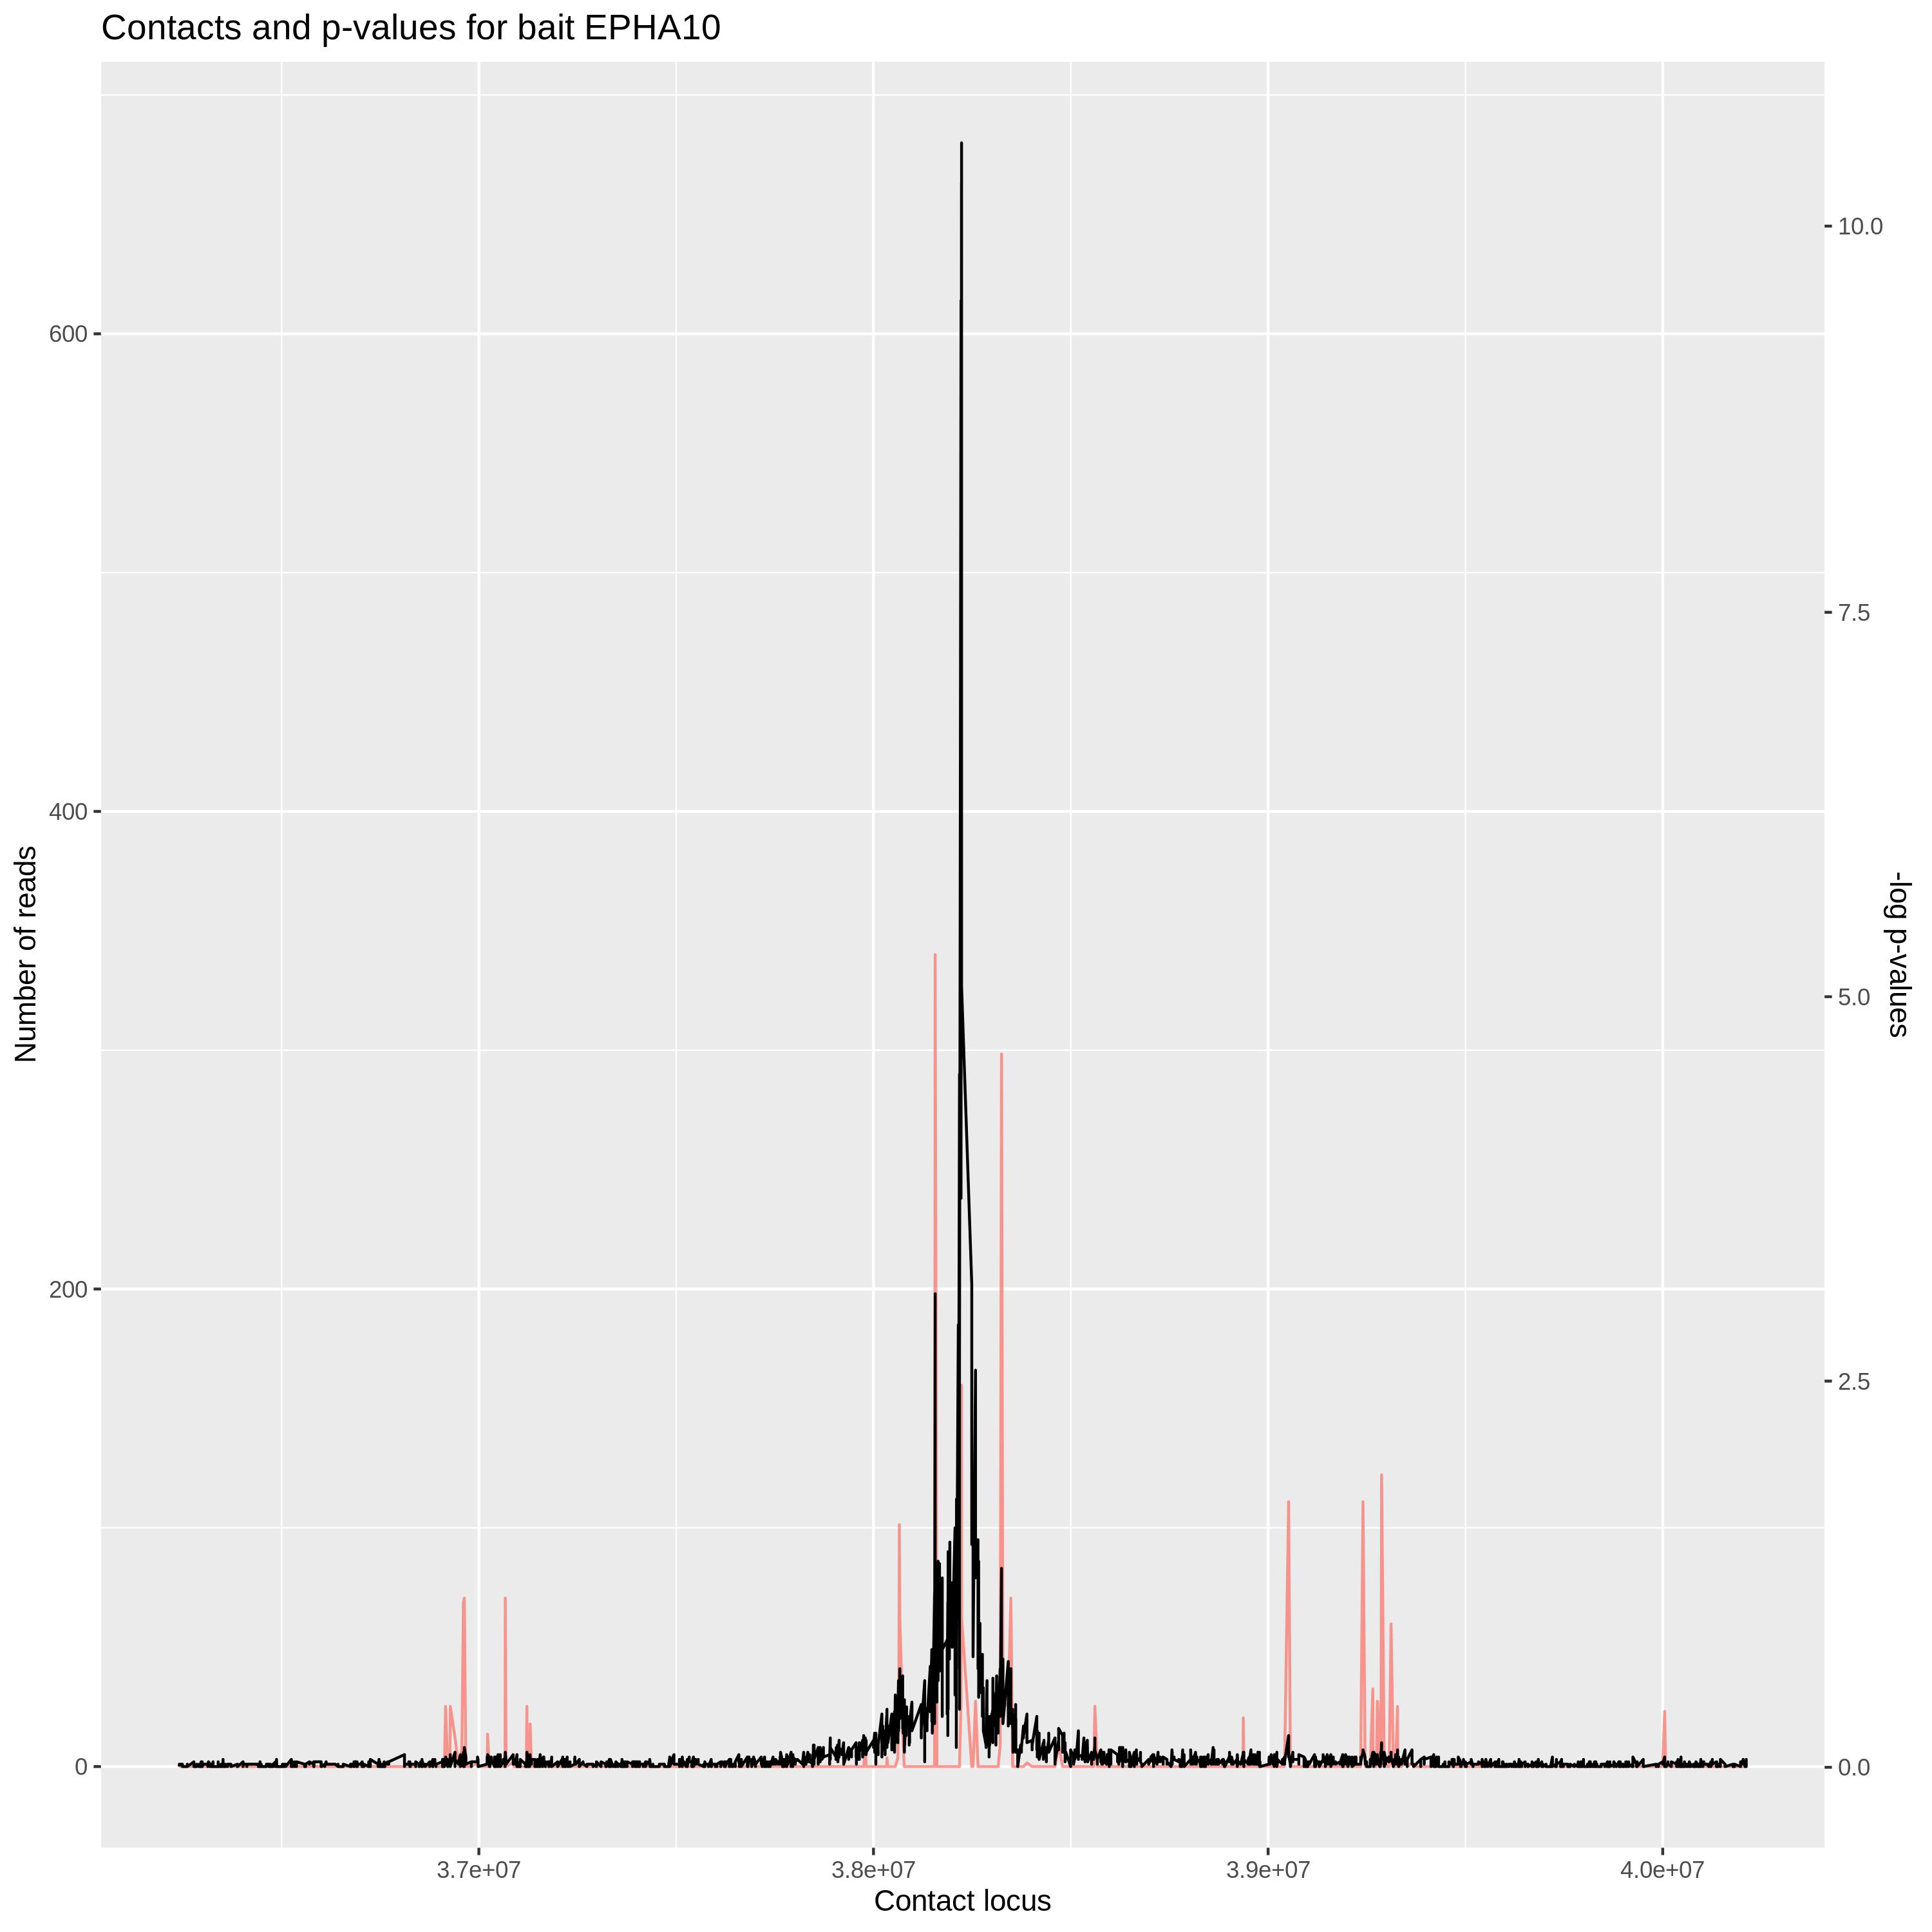 Contacts and p-values for bait EPHA10
Number of reads
600
400
200
0
10.0
7.5
5.0
2.5
0.0
-log p-values
3.7e+07
3.8e+07
3.9e+07
4.0e+07
Contact locus